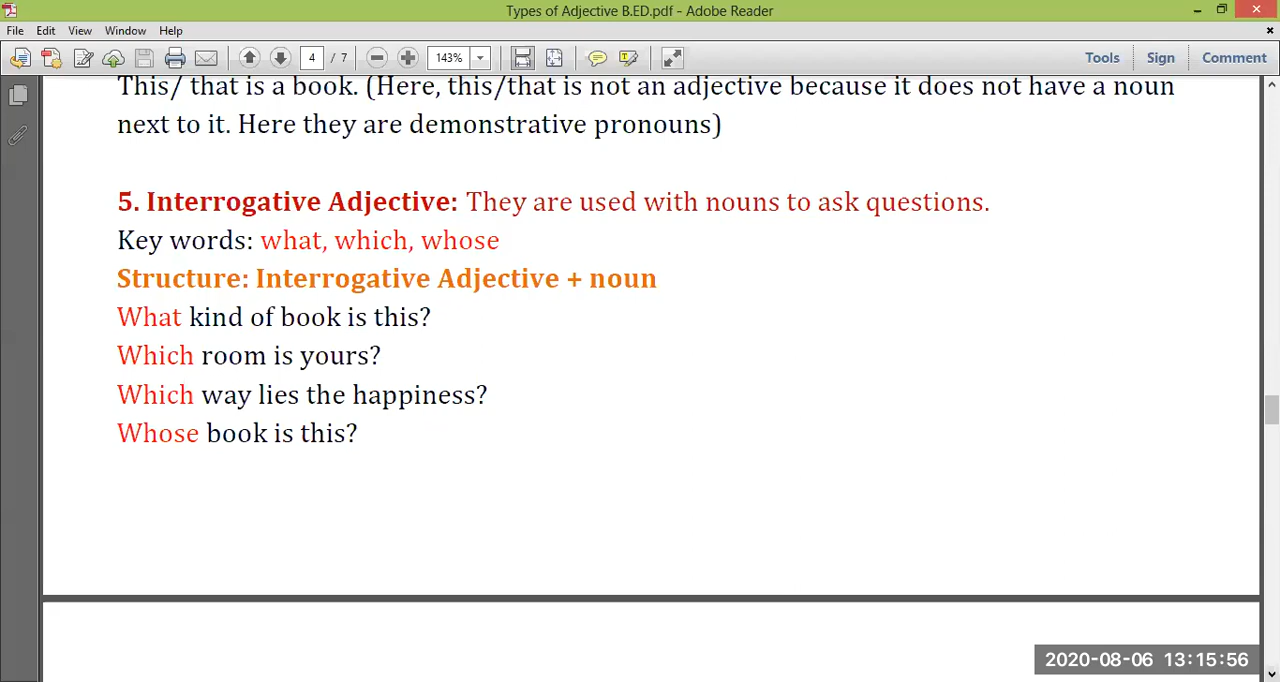 Types of Adjective B.ED.pdf - Adobe Reader
File Edit View Window Help
4 / 7 143% Tools Sign Comment
This/ that is a book. (Here, this/that is not an adjective because it does not have a noun
next to it. Here they are demonstrative pronouns)
5. Interrogative Adjective: They are used with nouns to ask questions.
Key words: what, which, whose
Structure: Interrogative Adjective + noun
What kind of book is this?
Which room is yours?
Which way lies the happiness?
Whose book is this?
2020-08-06 13:15:56